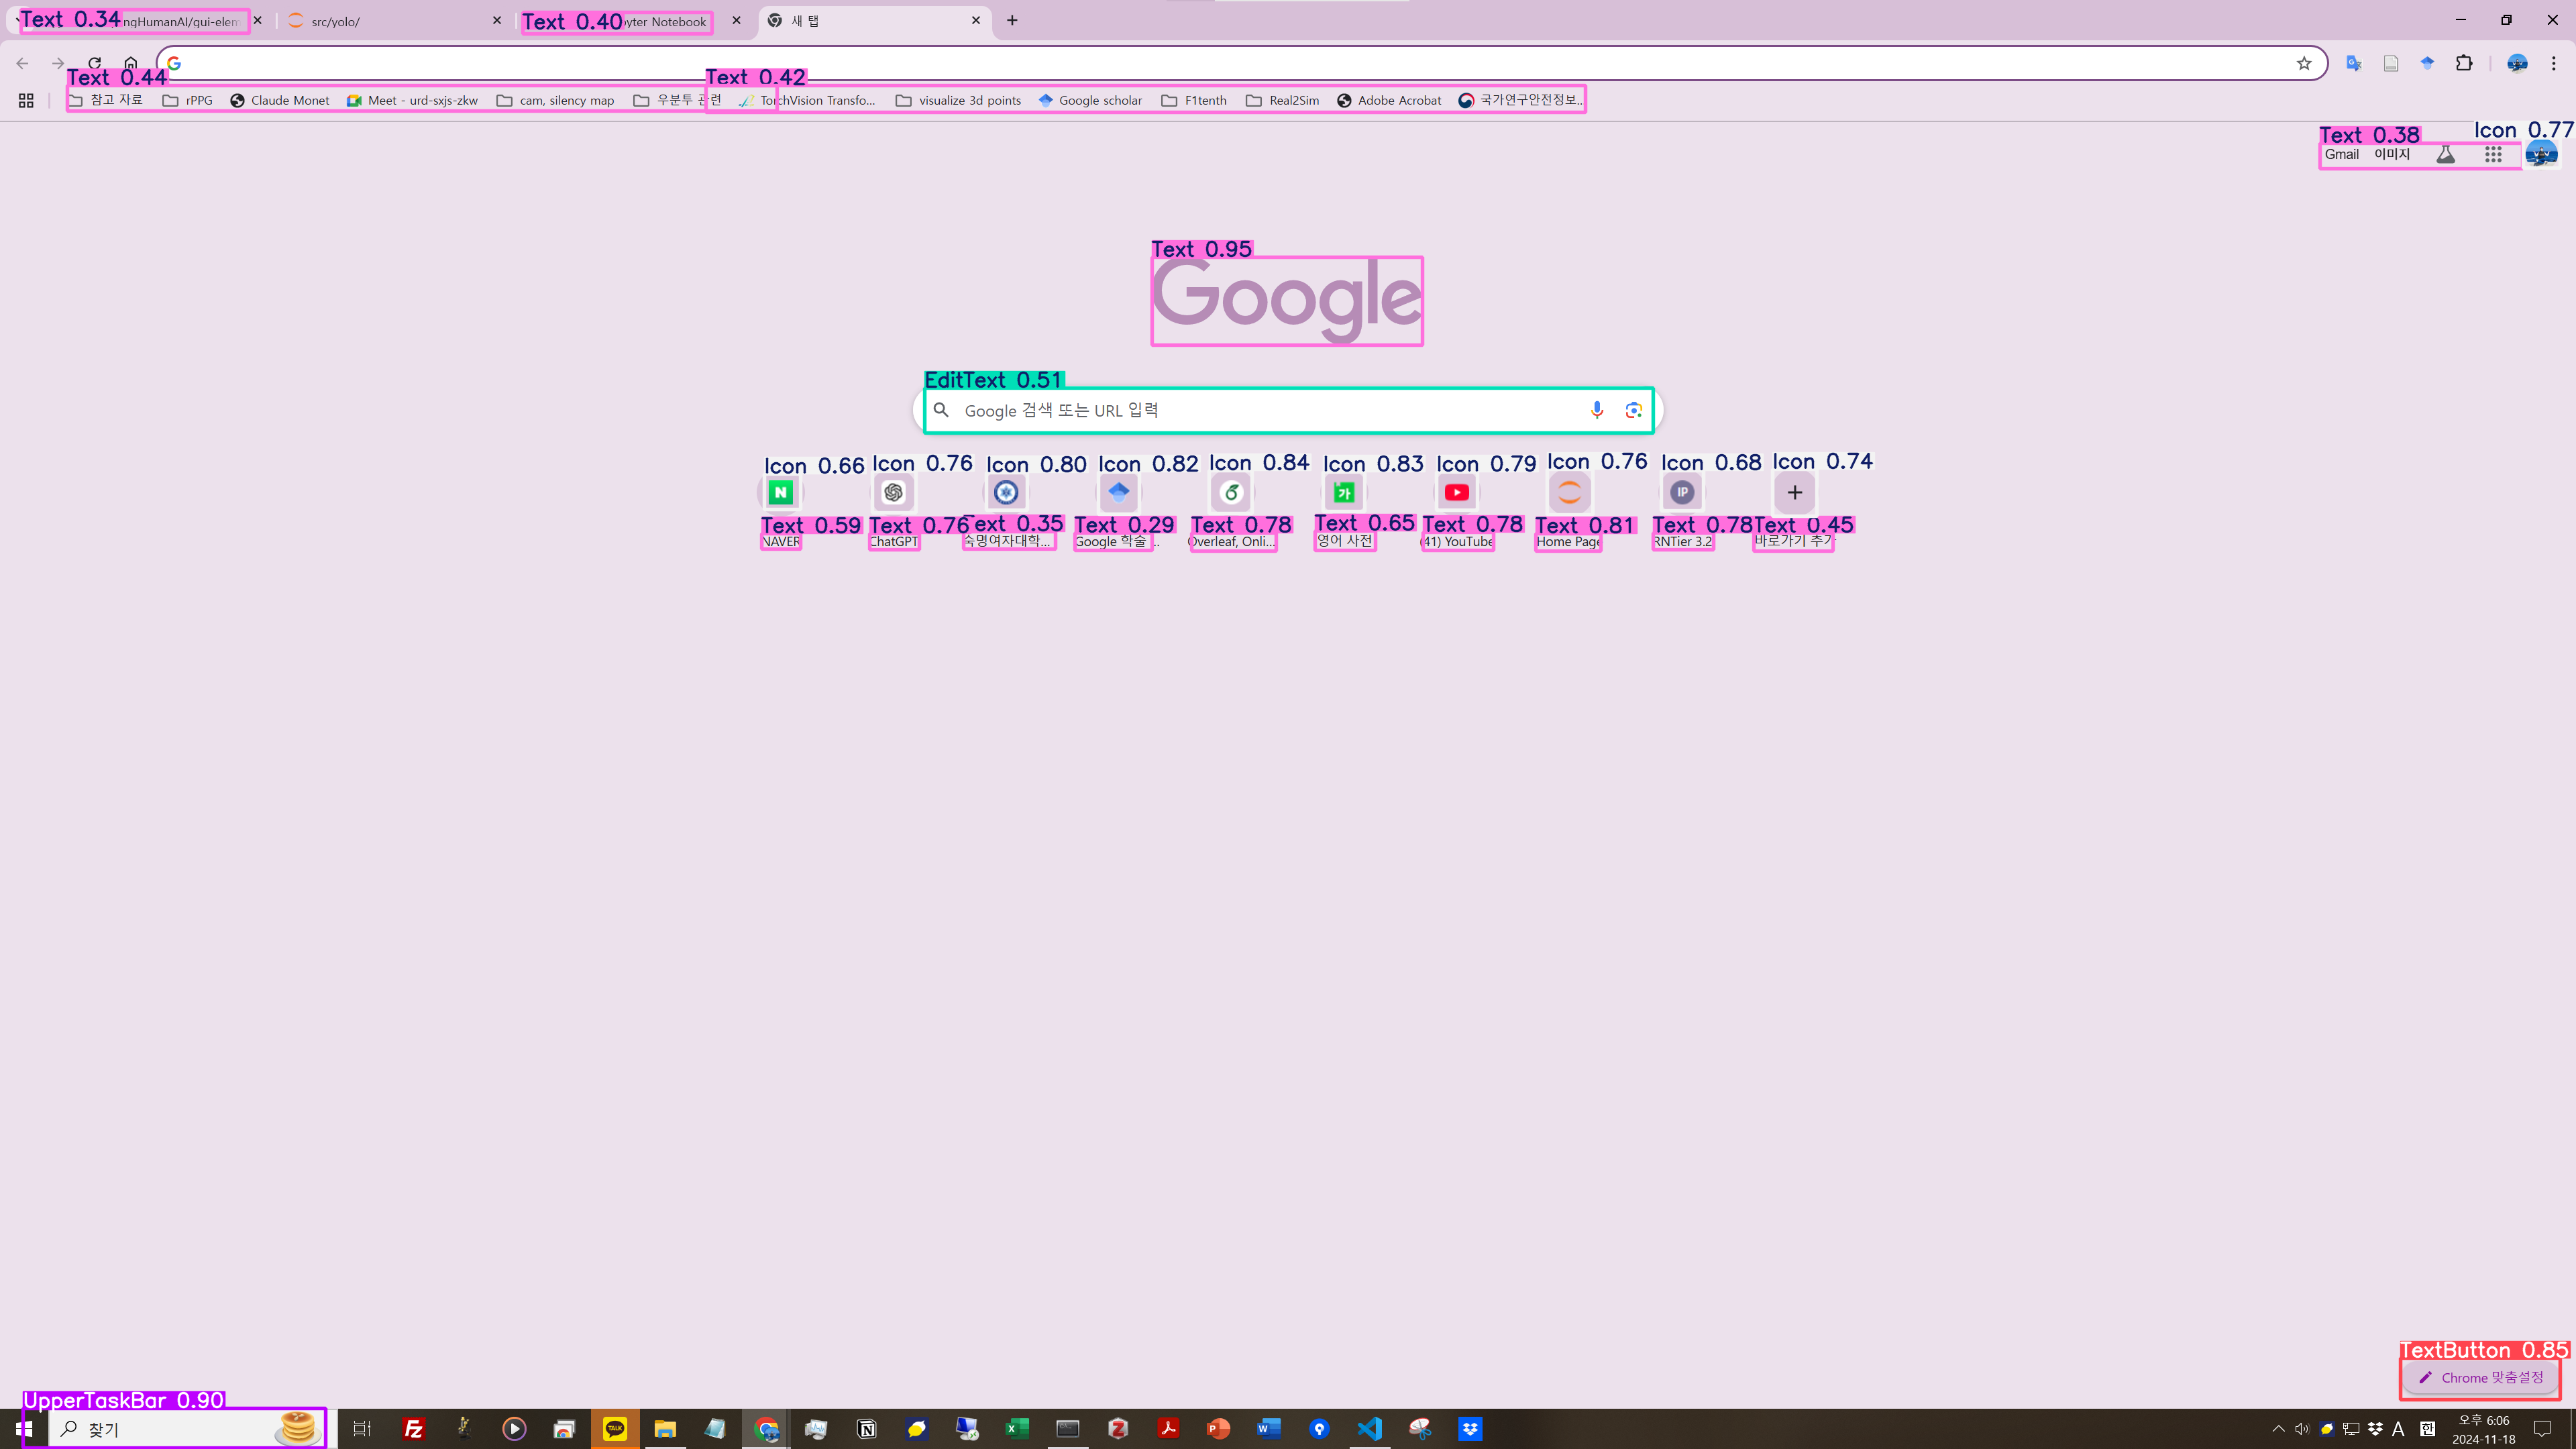 Text 0.34
ngHumanAI/gui-elem
src/yolo/
Text 0.40
yter Notebook
새 탭
Text 0.44
Text 0.42
참고 자료
rPPG
Claude Monet
Meet - urd-sxjs-zkw
cam, silency map
우분투 관련
TorchVision Transfo...
visualize 3d points
Google scholar
F1tenth
Real2Sim
Adobe Acrobat
국가연구안전정보...
Text 0.38
Icon 0.77
Gmail
이미지
Text 0.95
Google
EditText 0.51
Google 검색 또는 URL 입력
Icon 0.66
Icon 0.76
Icon 0.80
Icon 0.82
Icon 0.84
Icon 0.83
Icon 0.79
Icon 0.76
Icon 0.68
Icon 0.74
N
가
IP
Text 0.59
Text 0.76
Text 0.35
Text 0.29
Text 0.78
Text 0.65
Text 0.78
Text 0.81
Text 0.78
Text 0.45
NAVER
ChatGPT
숙명여자대학...
Google 학술 ...
Overleaf, Onli...
영어 사전
(41) YouTube
Home Page
RNTier 3.2
바로가기 추가
TextButton 0.85
Chrome 맞춤설정
UpperTaskBar 0.90
찾기
TALK
A
한
오후 6:06
2024-11-18